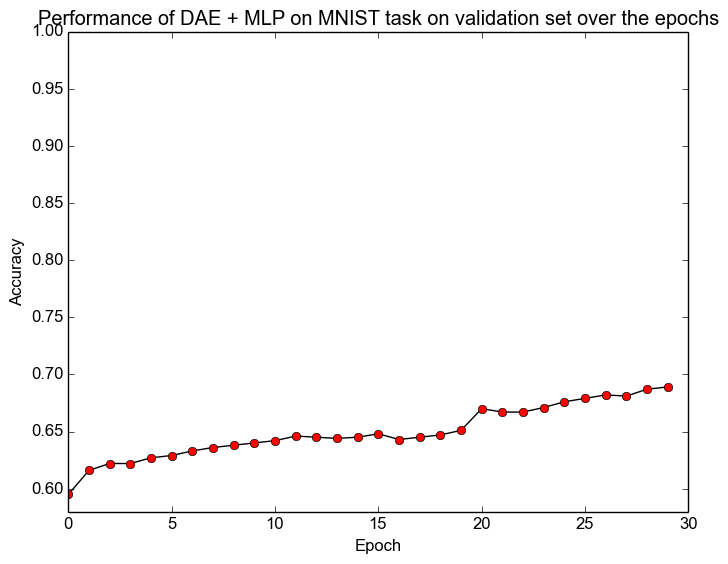 Performance of DAE + MLP on MNIST task on validation set over the epochs
1.00
0.95
0.90
0.85
0.80
0.75
0.70
0.65
0.60
Accuracy
0 5 10 15 20 25 30
Epoch